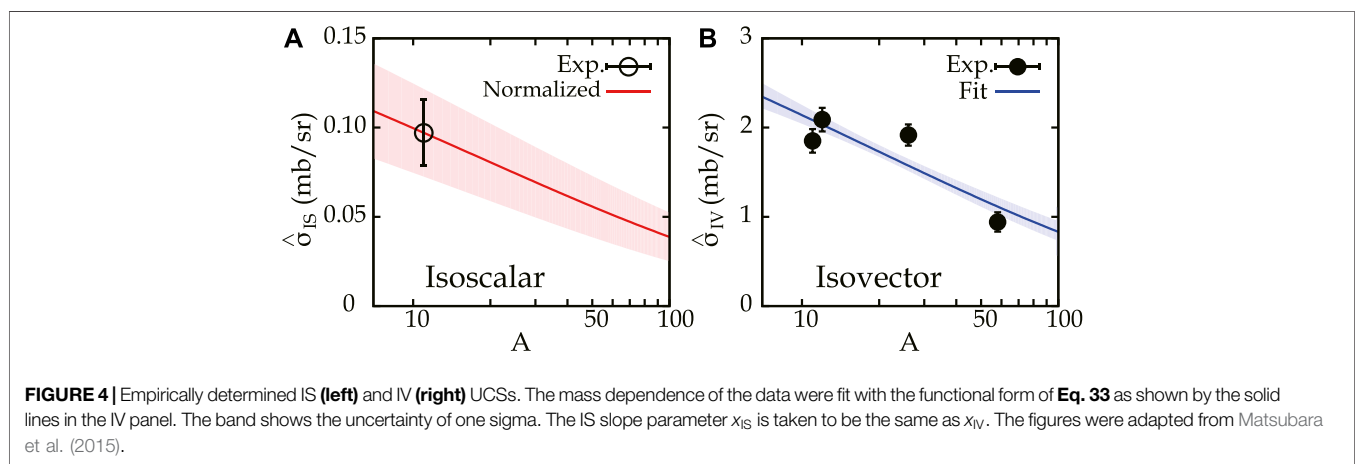 A
0.15
0.10
0.05
0
σ̂IS (mb/sr)
Exp.
Normalized
Isoscalar
10
50
100
A
B
3
2
1
0
σ̂IV (mb/sr)
Exp.
Fit
Isovector
10
50
100
A
FIGURE 4 | Empirically determined IS (left) and IV (right) UCSs. The mass dependence of the data were fit with the functional form of Eq. 33 as shown by the solid
lines in the IV panel. The band shows the uncertainty of one sigma. The IS slope parameter xIS is taken to be the same as xIV. The figures were adapted from Matsubara
et al. (2015).